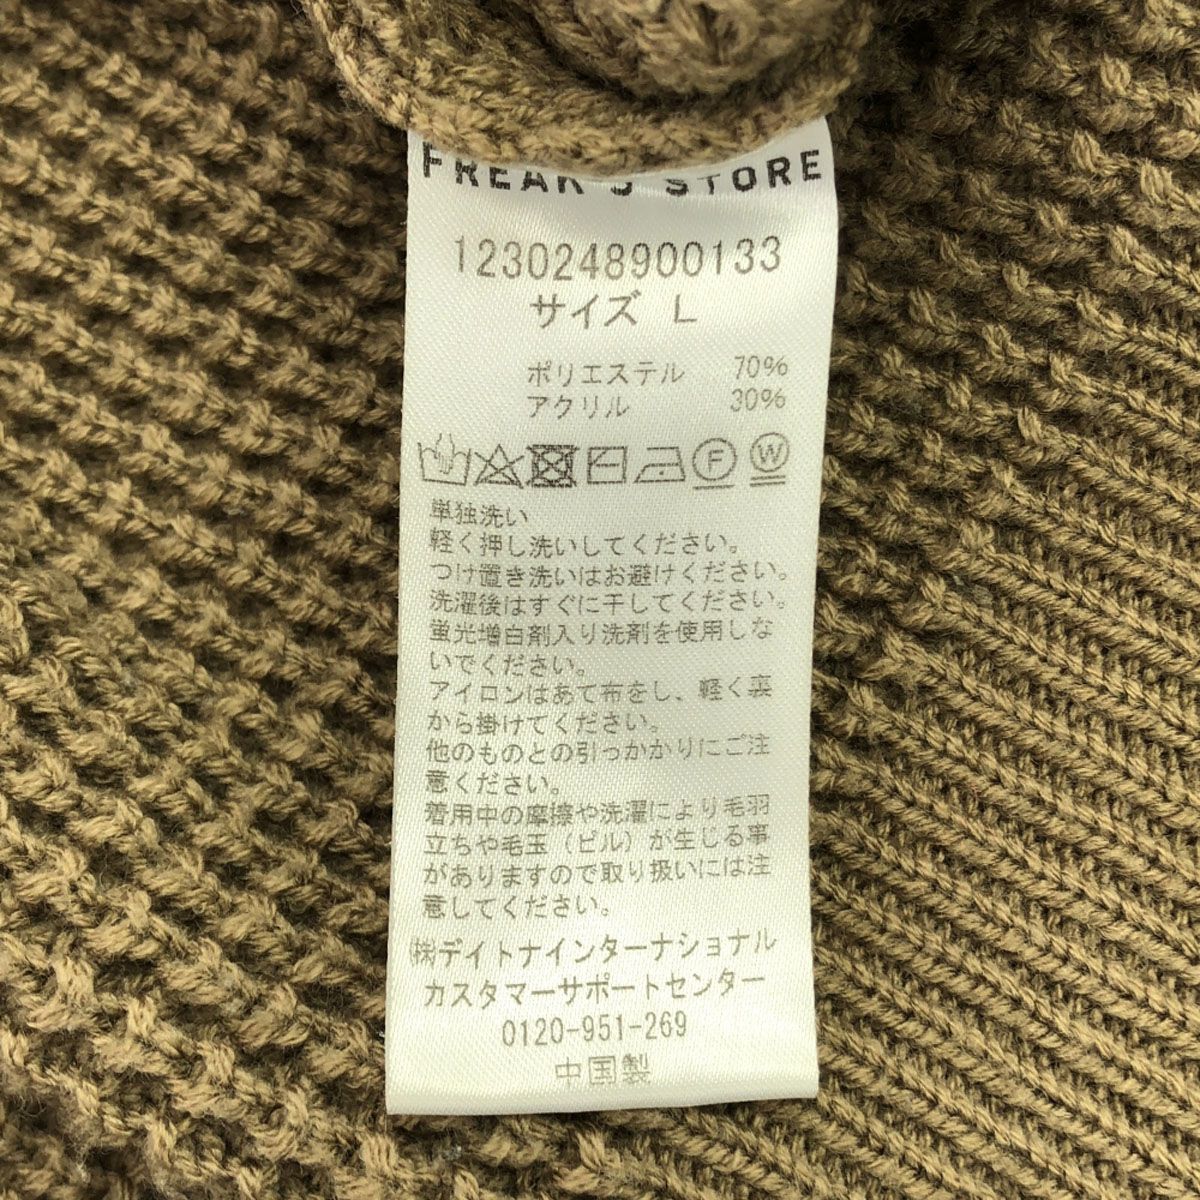 FREAK'S STORE
1230248900133
サイズ L
ポリエステル 70%
アクリル 30%
F W
単独洗い
軽く押し洗いしてください。
つけ置き洗いはお避けください。
洗濯後はすぐに干してください。
蛍光増白剤入り洗剤を使用しな
いでください。
アイロンはあて布をし、軽く裏
から掛けてください。
他のものとの引っかかりにご注
意ください。
着用中の摩擦や洗濯により毛羽
立ちや毛玉（ピル）が生じる事
がありますので取り扱いには注
意してください。
㈱デイトナインターナショナル
カスタマーサポートセンター
0120-951-269
中国製